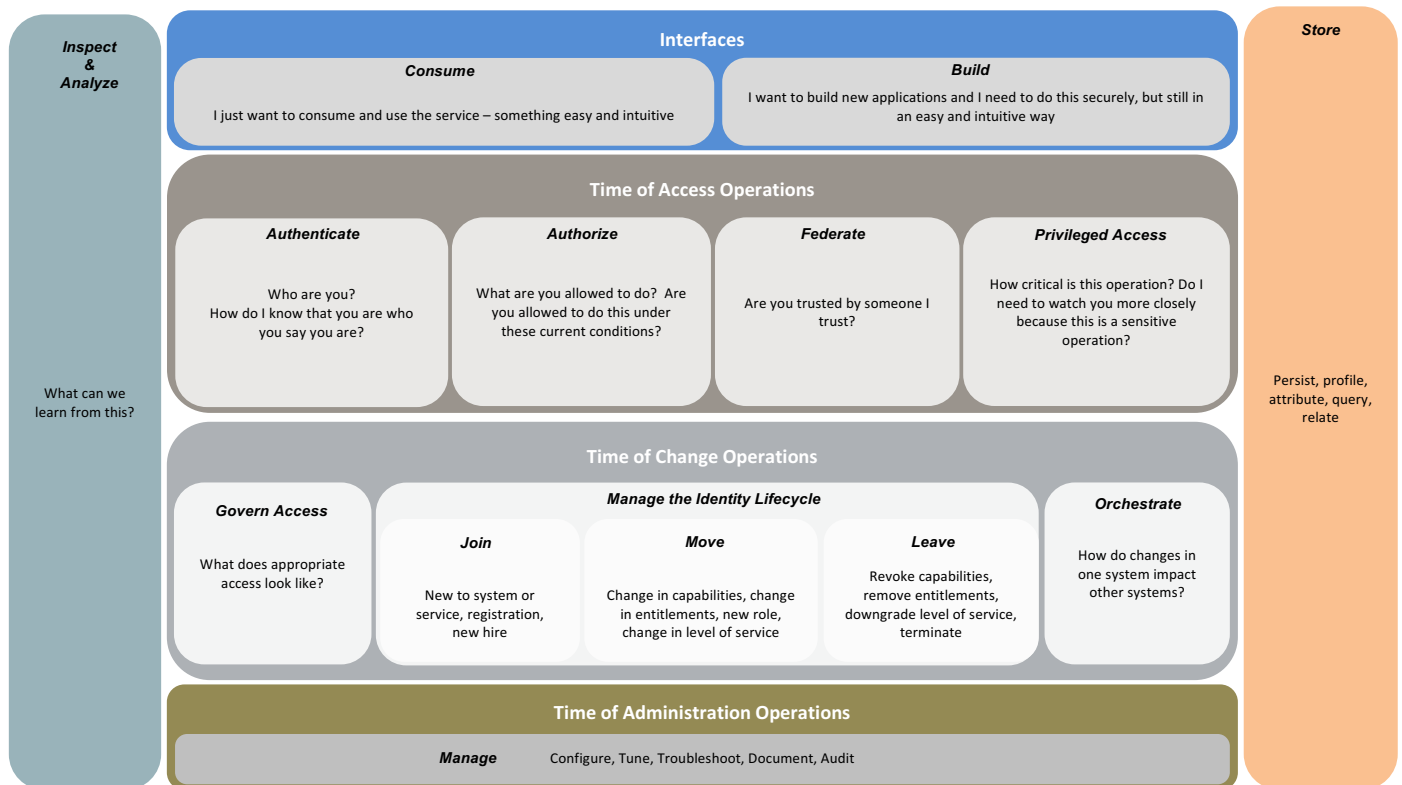 Inspect
&
Analyze
What can we
learn from this?
Interfaces
Consume
I just want to consume and use the service – something easy and intuitive
Build
I want to build new applications and I need to do this securely, but still in
an easy and intuitive way
Time of Access Operations
Authenticate
Who are you?
How do I know that you are who
you say you are?
Authorize
What are you allowed to do?  Are
you allowed to do this under
these current conditions?
Federate
Are you trusted by someone I
trust?
Privileged Access
How critical is this operation? Do I
need to watch you more closely
because this is a sensitive
operation?
Time of Change Operations
Govern Access
What does appropriate
access look like?
Manage the Identity Lifecycle
Join
New to system or
service, registration,
new hire
Move
Change in capabilities, change
in entitlements, new role,
change in level of service
Leave
Revoke capabilities,
remove entitlements,
downgrade level of service,
terminate
Orchestrate
How do changes in
one system impact
other systems?
Time of Administration Operations
Manage
Configure, Tune, Troubleshoot, Document, Audit
Store
Persist, profile,
attribute, query,
relate